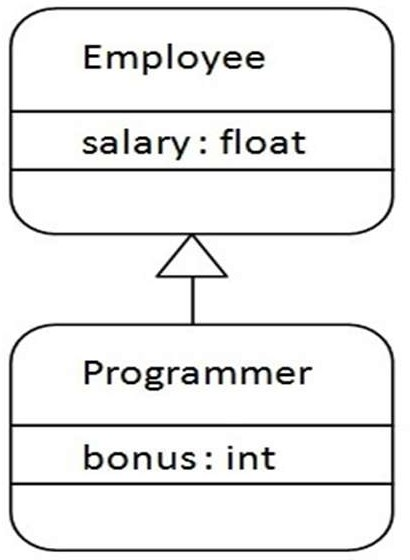 Employee
salary : float
Programmer
bonus : int